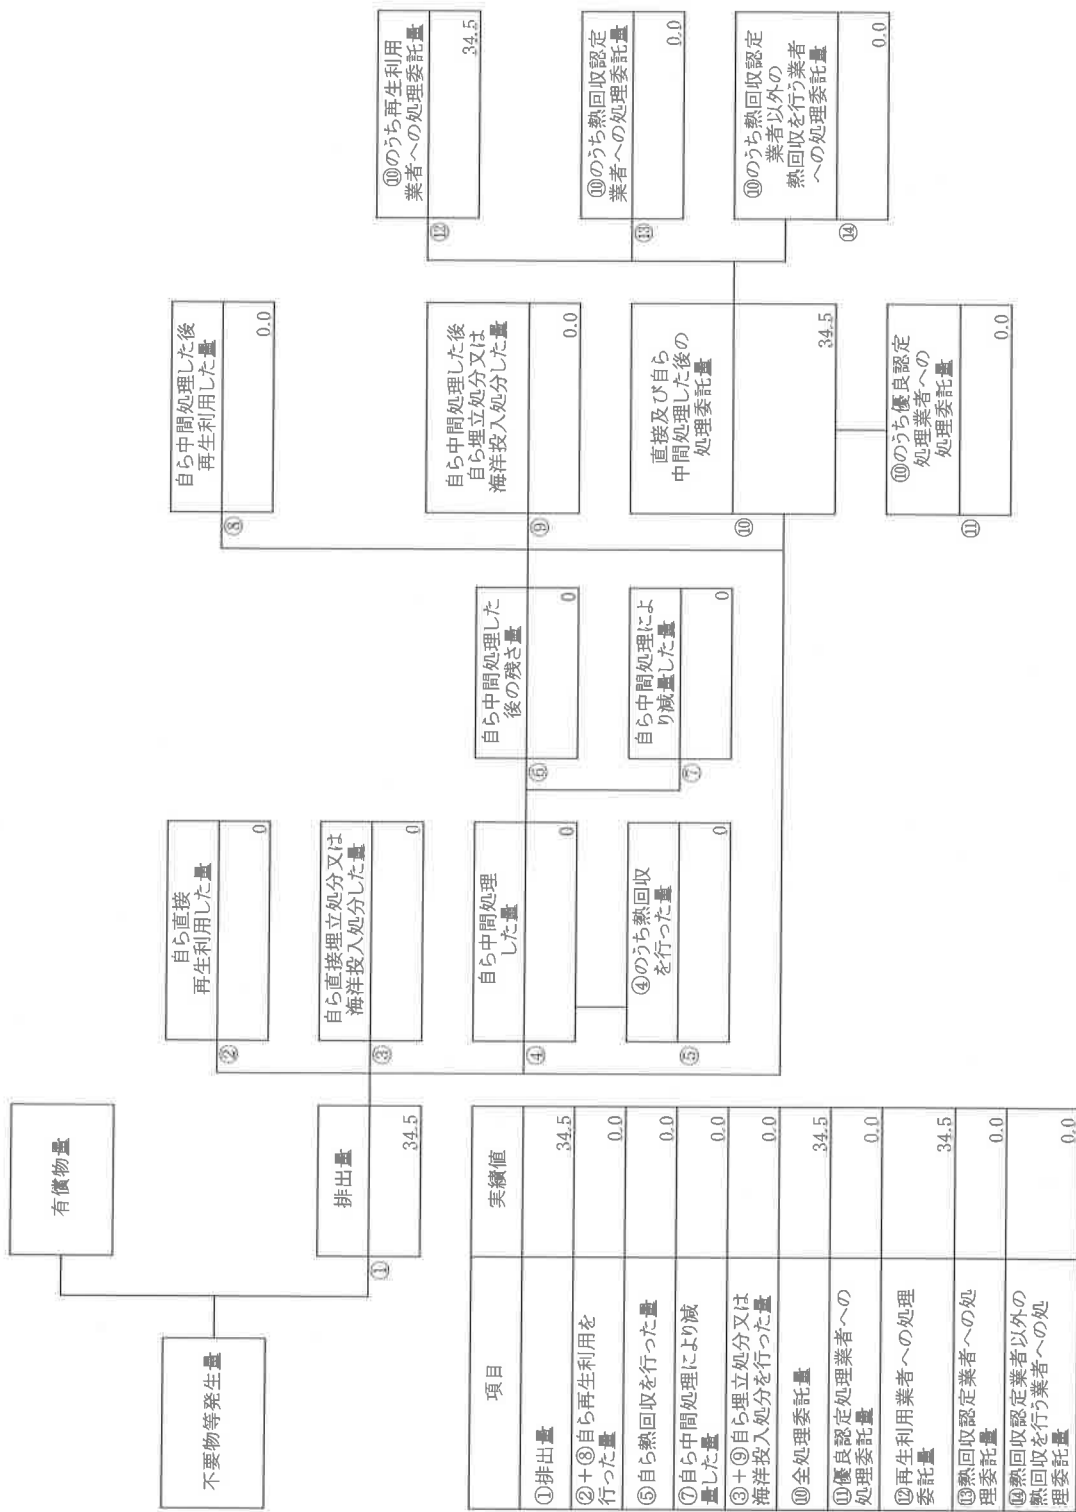 不要物等発生量
有償物量
排出量
①
34.5
自ら直接
再生利用した量
②
0
自ら直接埋立処分又は
海洋投入処分した量
③
0
自ら中間処理
した量
④
0
④のうち熱回収
を行った量
⑤
0
自ら中間処理した
後の残さ量
⑥
0
自ら中間処理によ
り減量した量
⑦
0
自ら中間処理した後
再生利用した量
⑧
0.0
自ら中間処理した後
自ら埋立処分又は
海洋投入処分した量
⑨
0.0
直接及び自ら
中間処理した後の
処理委託量
⑩
34.5
⑩のうち優良認定
処理業者への
処理委託量
⑪
0.0
⑩のうち再生利用
業者への処理委託量
⑫
34.5
⑩のうち熱回収認定
業者への処理委託量
⑬
0.0
⑩のうち熱回収認定
業者以外の
熱回収を行う業者
への処理委託量
⑭
0.0
項目 実績値
①排出量 34.5
②+⑧自ら再生利用を
行った量 0.0
⑤自ら熱回収を行った量 0.0
⑦自ら中間処理により減
量した量 0.0
③+⑨自ら埋立処分又は
海洋投入処分を行った量 0.0
⑩全処理委託量 34.5
⑪優良認定処理業者への
処理委託量 0.0
⑫再生利用業者への処理
委託量 34.5
⑬熱回収認定業者への処
理委託量 0.0
⑭熱回収認定業者以外の
熱回収を行う業者への処
理委託量 0.0